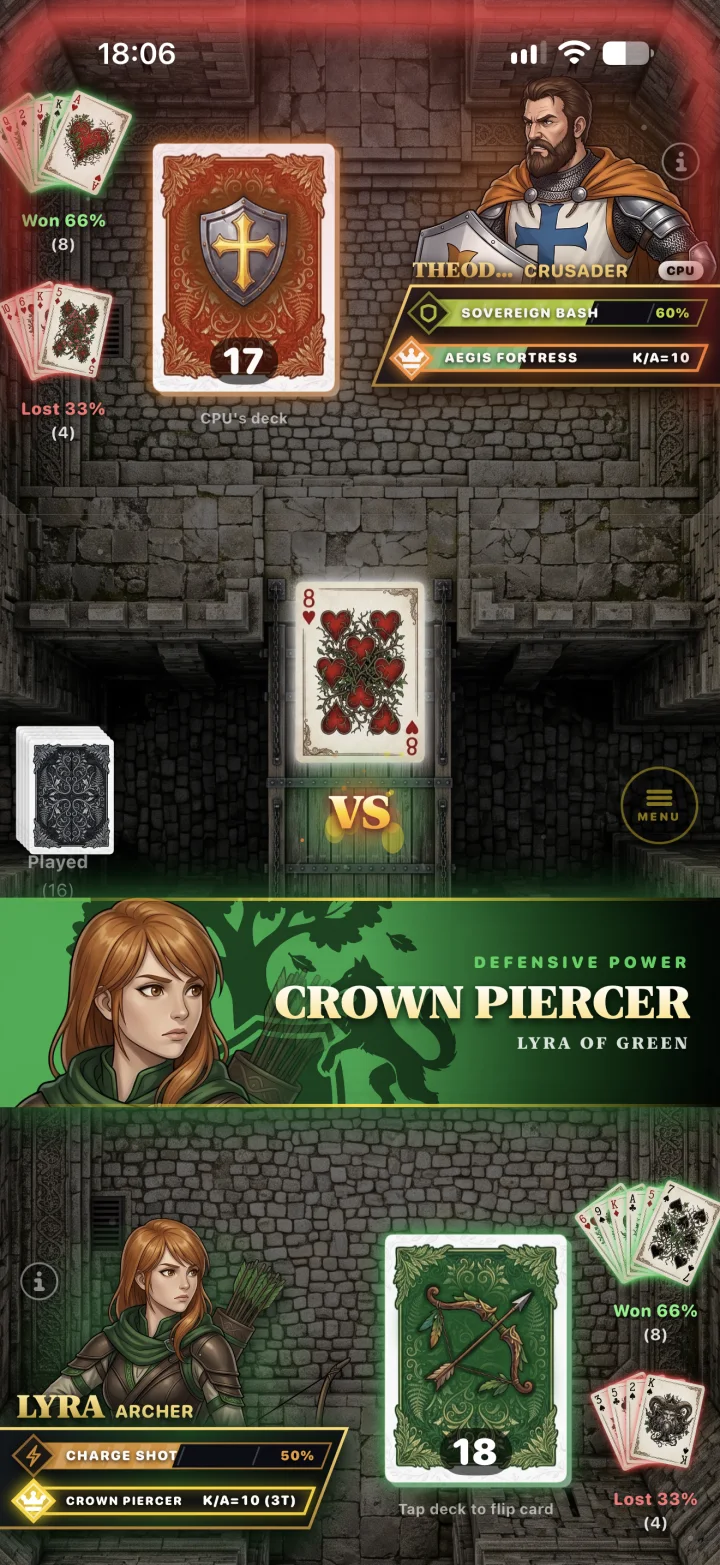 18:06
Won 66%
(8)
Lost 33%
(4)
17
CPU's deck
THEOD... CRUSADER
CPU
SOVEREIGN BASH 60%
AEGIS FORTRESS K/A=10
8
8
VS
MENU
Played
(16)
DEFENSIVE POWER
CROWN PIERCER
LYRA OF GREEN
LYRA ARCHER
CHARGE SHOT 50%
CROWN PIERCER K/A=10 (3T)
18
Tap deck to flip card
Won 66%
(8)
Lost 33%
(4)